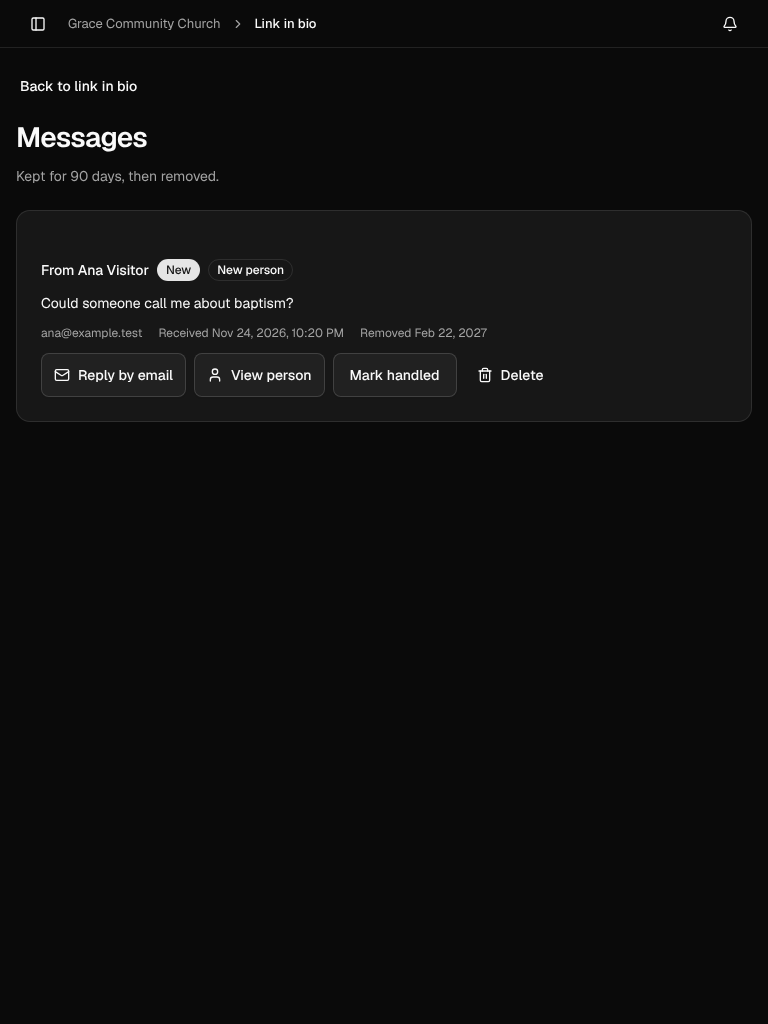 Grace Community Church > Link in bio
Back to link in bio
Messages
Kept for 90 days, then removed.
From Ana Visitor New New person
Could someone call me about baptism?
ana@example.test Received Nov 24, 2026, 10:20 PM Removed Feb 22, 2027
Reply by email View person Mark handled Delete